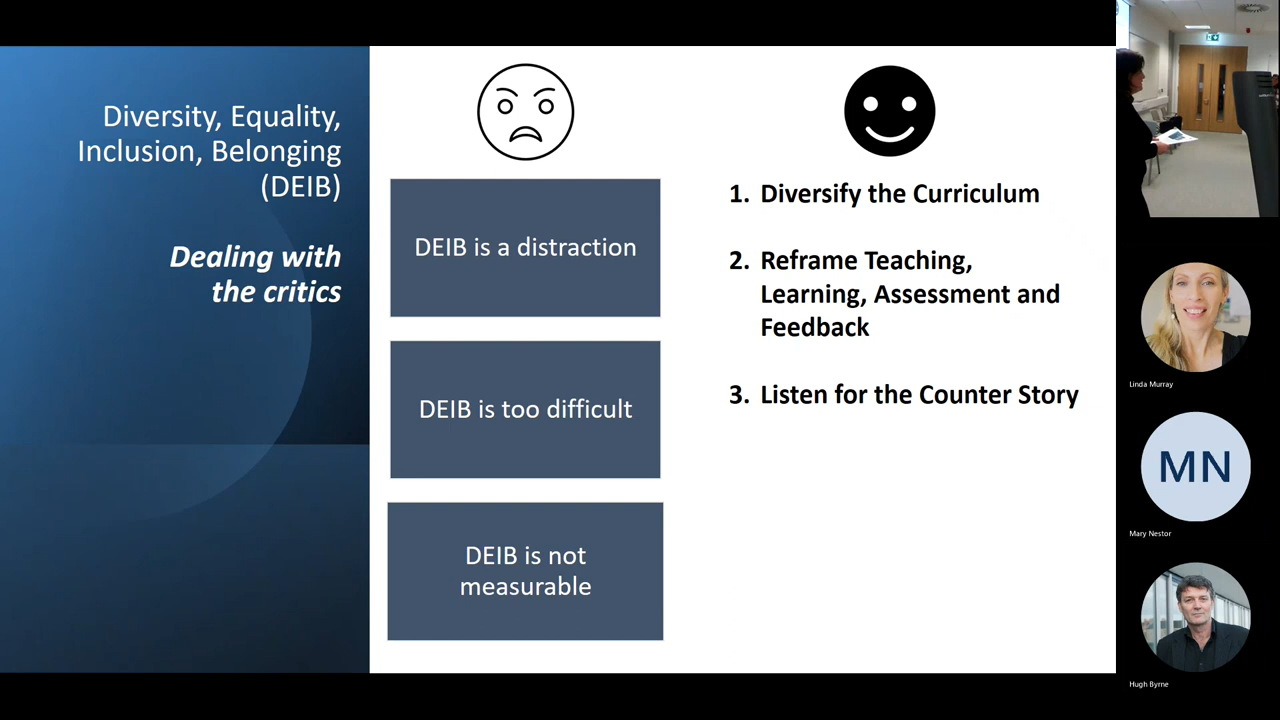 Diversity, Equality,
Inclusion, Belonging
(DEIB)
Dealing with
the critics
DEIB is a distraction
DEIB is too difficult
DEIB is not
measurable
1. Diversify the Curriculum
2. Reframe Teaching,
Learning, Assessment and
Feedback
3. Listen for the Counter Story
Linda Murray
MN
Mary Nestor
Hugh Byrne